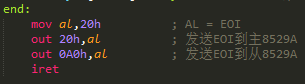 end:
mov al,20h ; AL = EOI
out 20h,al ; 发送EOI到主8529A
out 0A0h,al ; 发送EOI到从8529A
iret